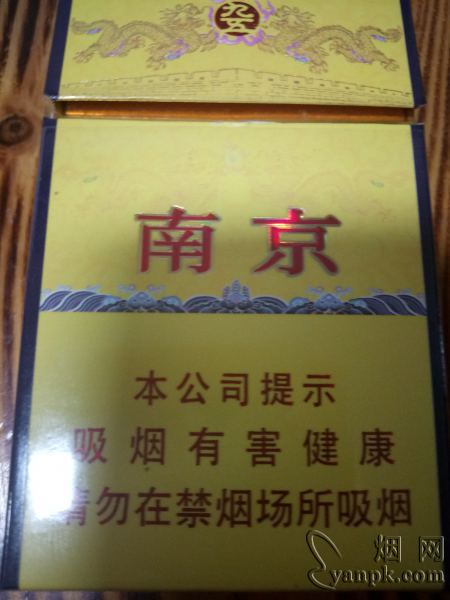 九五
南京
本公司提示
吸烟有害健康
请勿在禁烟场所吸烟
烟网
yanpk.com